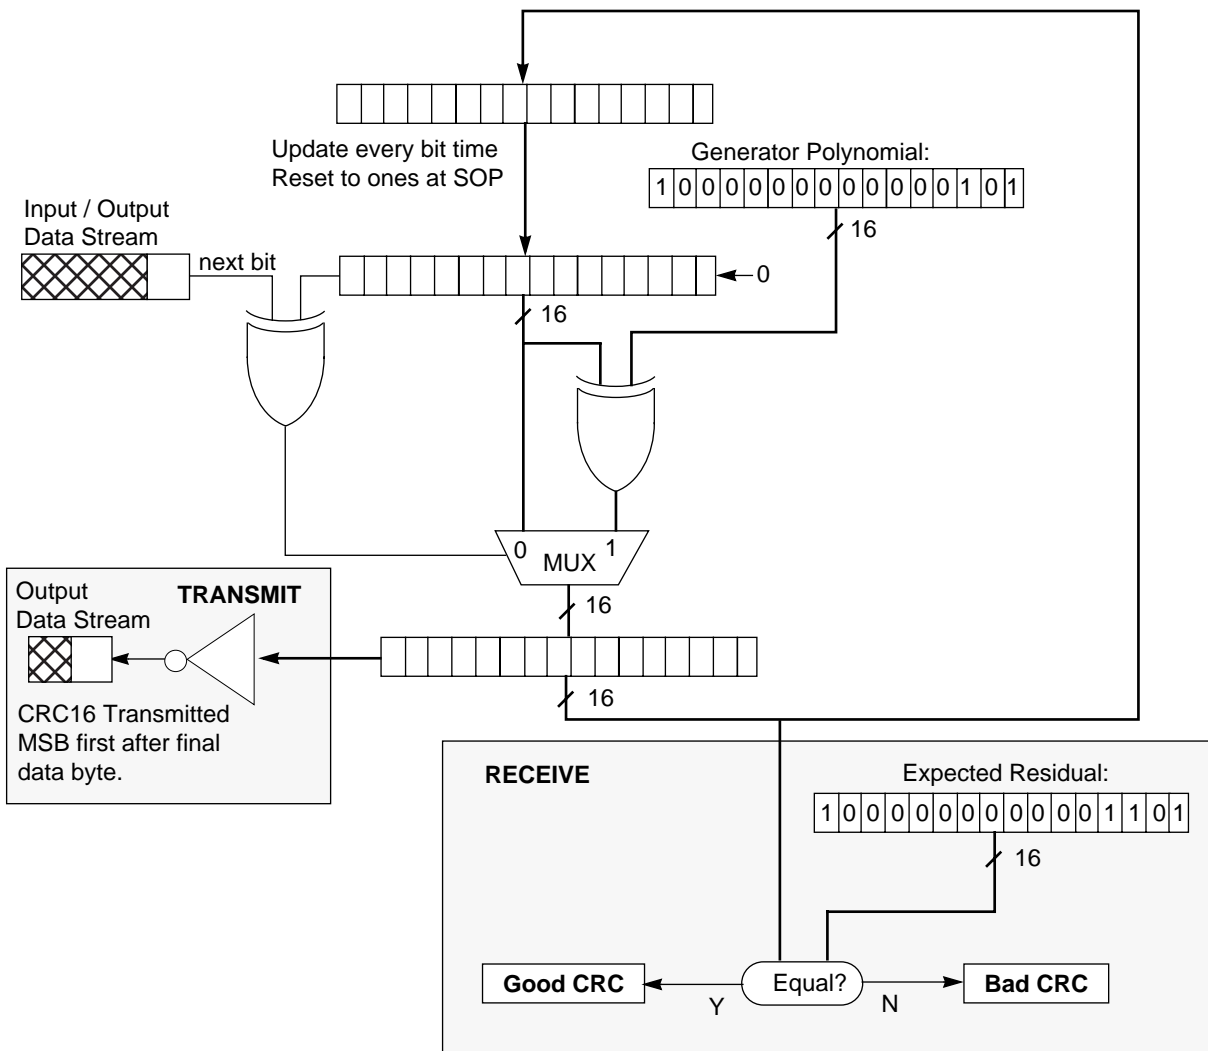 Update every bit time
Reset to ones at SOP
Generator Polynomial:
1 0 0 0 0 0 0 0 0 0 0 0 0 1 0 1
16
Input / Output
Data Stream
next bit
0
16
0 1
MUX
16
Output
Data Stream
TRANSMIT
CRC16 Transmitted
MSB first after final
data byte.
16
RECEIVE
Expected Residual:
1 0 0 0 0 0 0 0 0 0 0 0 1 1 0 1
16
Good CRC
Y
Equal?
N
Bad CRC